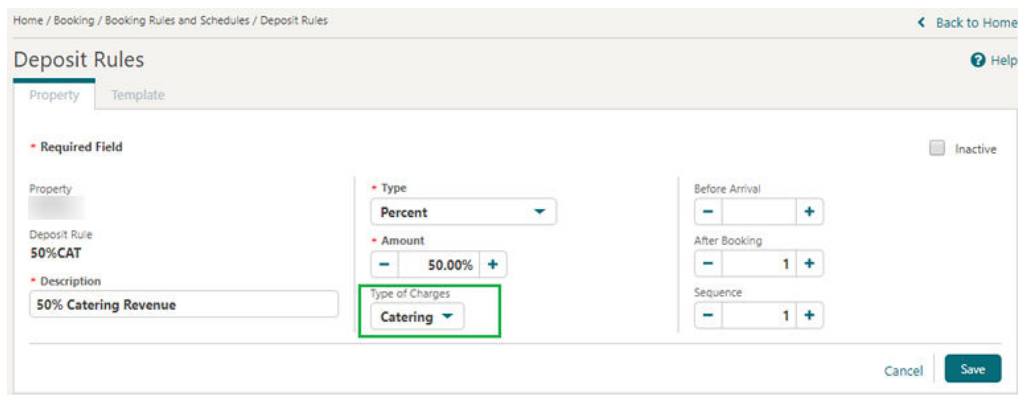 Home / Booking / Booking Rules and Schedules / Deposit Rules
Back to Home
Deposit Rules
Help
Property
Template
* Required Field
Inactive
Property
Deposit Rule
50%CAT
* Description
50% Catering Revenue
* Type
Percent
* Amount
50.00%
Type of Charges
Catering
Before Arrival
After Booking
1
Sequence
1
Cancel
Save